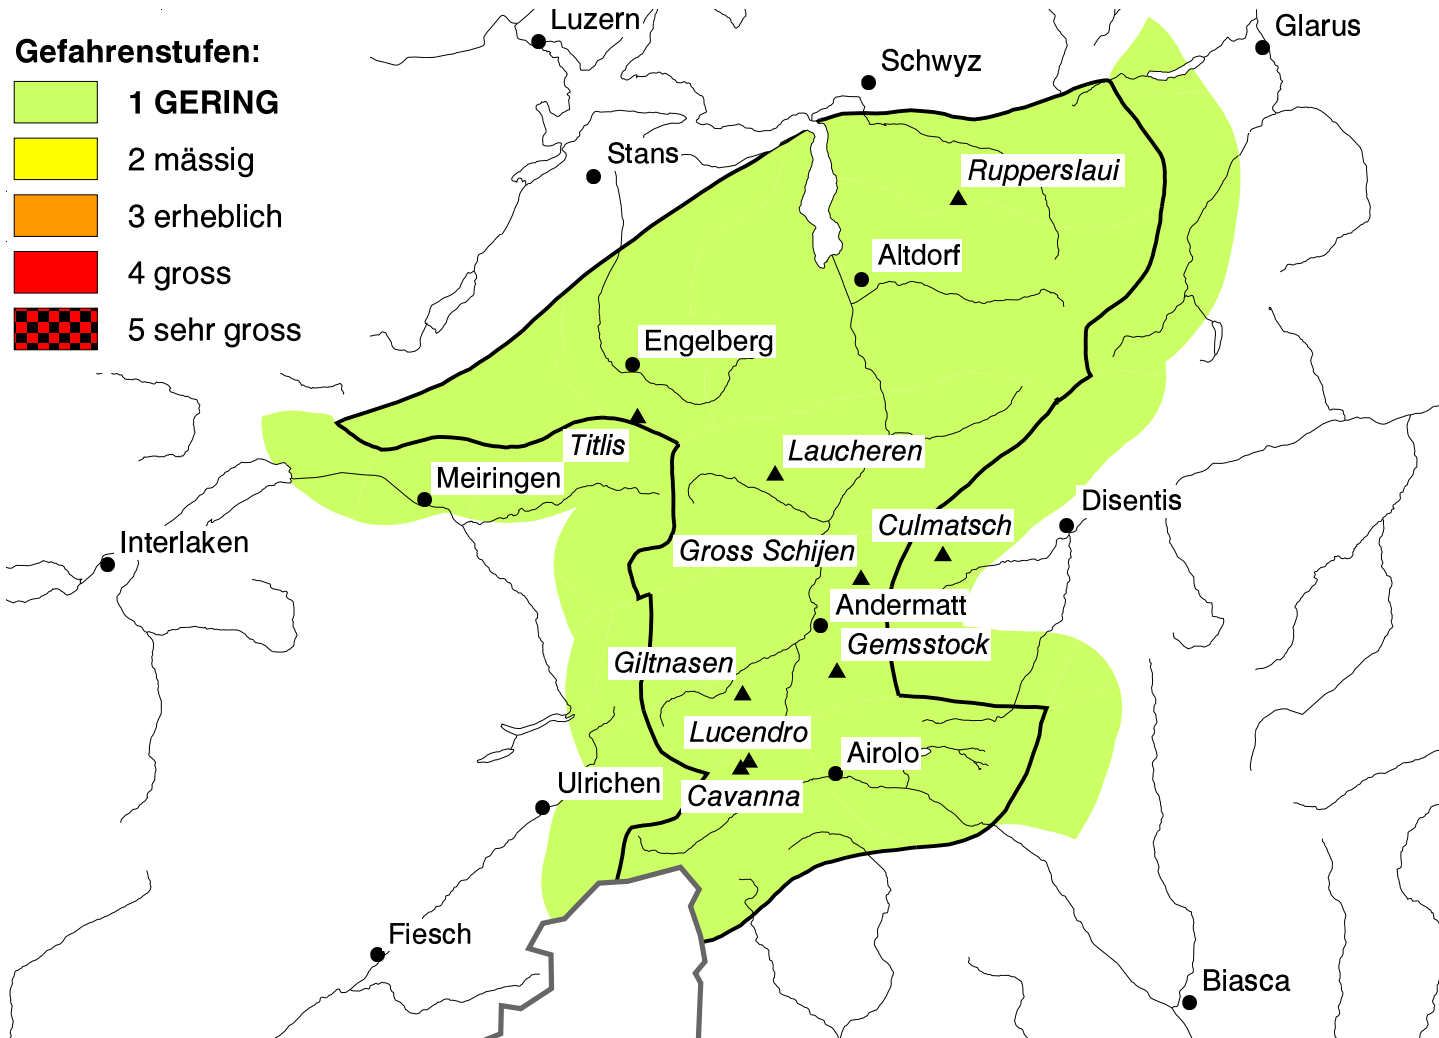 Gefahrenstufen:
1 GERING
2 mässig
3 erheblich
4 gross
5 sehr gross
Luzern
Glarus
Schwyz
Stans
Rupperslaui
Altdorf
Engelberg
Titlis
Laucheren
Meiringen
Disentis
Culmatsch
Interlaken
Gross Schijen
Andermatt
Gemsstock
Giltnasen
Lucendro
Airolo
Ulrichen
Cavanna
Fiesch
Biasca